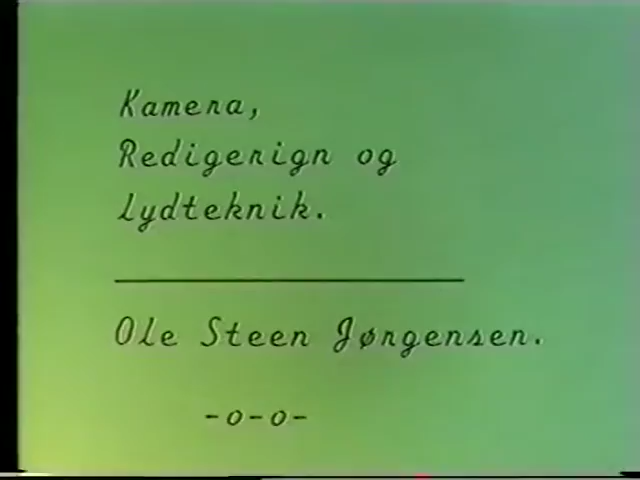 Kamera,
Redigerign og
lydteknik.
Ole Steen Jørgensen.
-o-o-